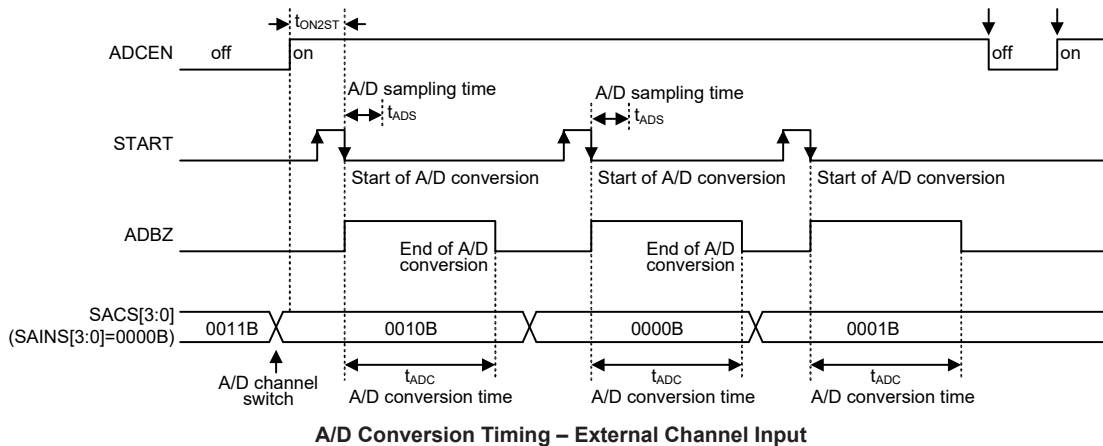 tON2ST
ADCEN
off
on
off
on
A/D sampling time
tADS
A/D sampling time
tADS
START
Start of A/D conversion
Start of A/D conversion
Start of A/D conversion
ADBZ
End of A/D
conversion
End of A/D
conversion
SACS[3:0]
(SAINS[3:0]=0000B)
0011B
0010B
0000B
0001B
A/D channel
switch
tADC
A/D conversion time
tADC
A/D conversion time
tADC
A/D conversion time
A/D Conversion Timing – External Channel Input